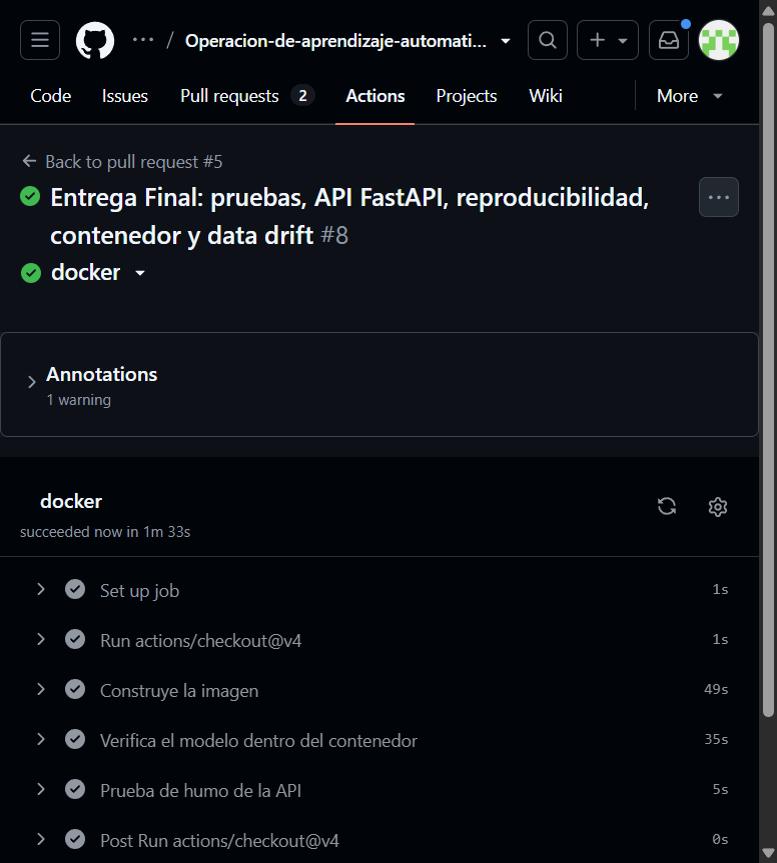 ... / Operacion-de-aprendizaje-automati...
Code Issues Pull requests 2 Actions Projects Wiki More
Back to pull request #5
Entrega Final: pruebas, API FastAPI, reproducibilidad,
contenedor y data drift #8
docker
Annotations
1 warning
docker
succeeded now in 1m 33s
Set up job 1s
Run actions/checkout@v4 1s
Construye la imagen 49s
Verifica el modelo dentro del contenedor 35s
Prueba de humo de la API 5s
Post Run actions/checkout@v4 0s